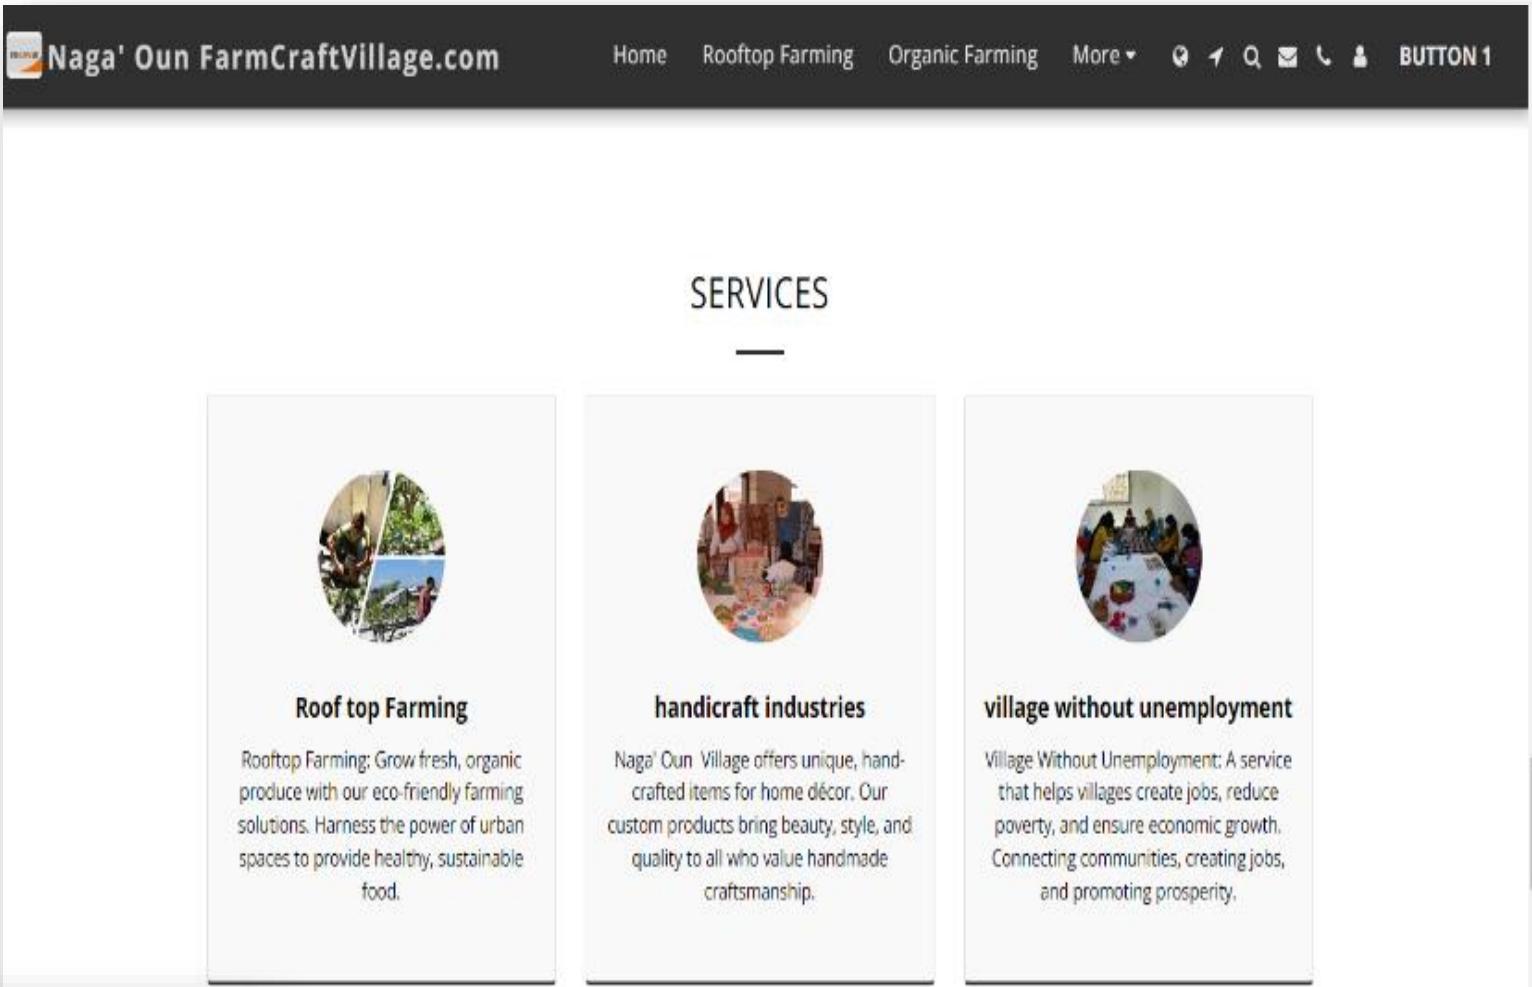 Naga' Oun FarmCraftVillage.com
Home Rooftop Farming Organic Farming More BUTTON 1
SERVICES
Roof top Farming
Rooftop Farming: Grow fresh, organic
produce with our eco-friendly farming
solutions. Harness the power of urban
spaces to provide healthy, sustainable
food.
handicraft industries
Naga' Oun Village offers unique, hand-
crafted items for home décor. Our
custom products bring beauty, style, and
quality to all who value handmade
craftsmanship.
village without unemployment
Village Without Unemployment: A service
that helps villages create jobs, reduce
poverty, and ensure economic growth.
Connecting communities, creating jobs,
and promoting prosperity.